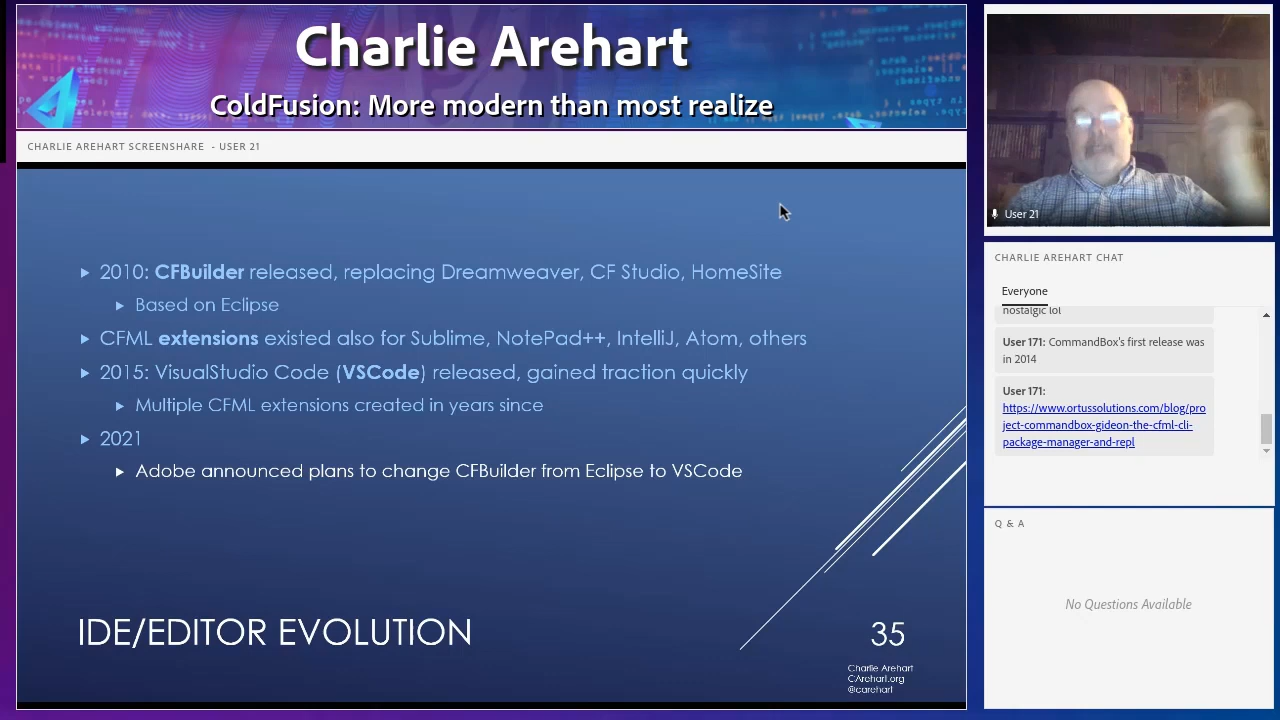 Charlie Arehart
ColdFusion: More modern than most realize
CHARLIE AREHART SCREENSHARE - USER 21
2010: CFBuilder released, replacing Dreamweaver, CF Studio, HomeSite
Based on Eclipse
CFML extensions existed also for Sublime, NotePad++, IntelliJ, Atom, others
2015: VisualStudio Code (VSCode) released, gained traction quickly
Multiple CFML extensions created in years since
2021
Adobe announced plans to change CFBuilder from Eclipse to VSCode
IDE/EDITOR EVOLUTION
35
Charlie Arehart
CArehart.org
@carehart
User 21
CHARLIE AREHART CHAT
Everyone
nostalgic lol
User 171: CommandBox's first release was
in 2014
User 171:
https://www.ortussolutions.com/blog/pro
ject-commandbox-gideon-the-cfml-cli-
package-manager-and-repl
Q & A
No Questions Available